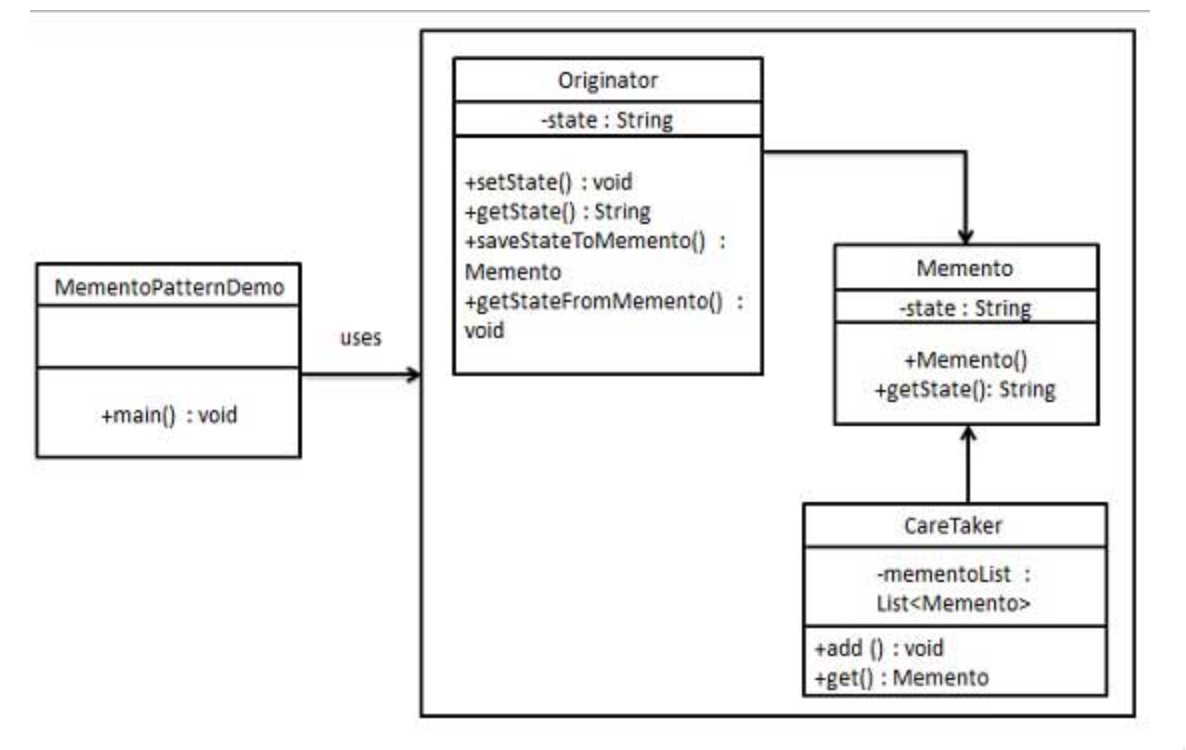 MementoPatternDemo
+main() : void
uses
Originator
-state : String
+setState() : void
+getState() : String
+saveStateToMemento() :
Memento
+getStateFromMemento() :
void
Memento
-state : String
+Memento()
+getState(): String
CareTaker
-mementoList :
List<Memento>
+add () : void
+get() : Memento